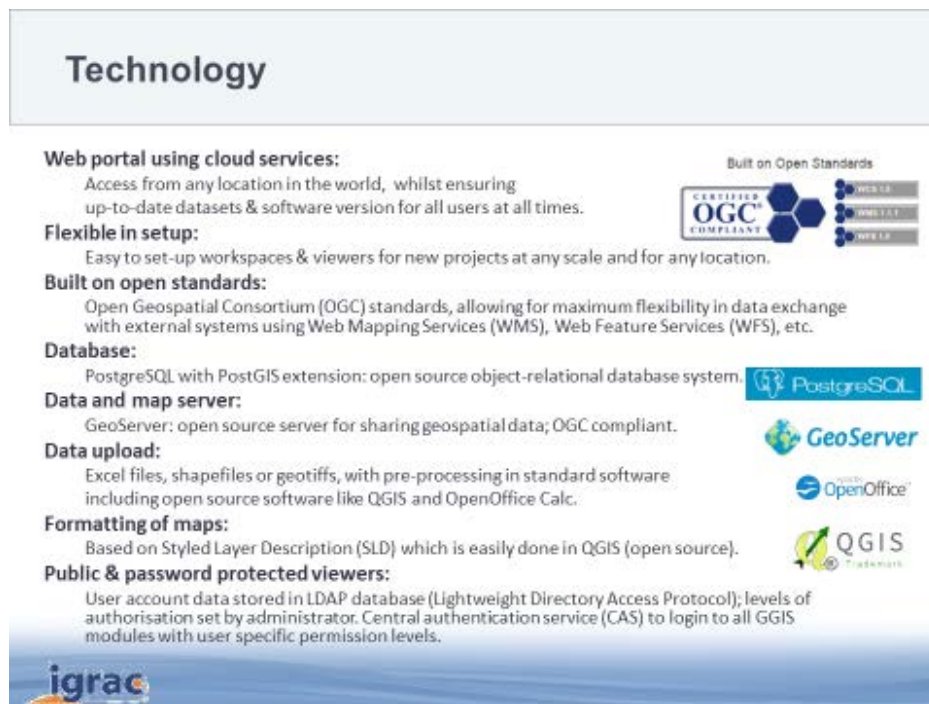 Technology
Web portal using cloud services:
Built on Open Standards
Access from any location in the world, whilst ensuring
up-to-date datasets & software version for all users at all times.
CERTIFIED
OGC®
COMPLIANT
WMS 1.1.1
Flexible in setup:
Easy to set-up workspaces & viewers for new projects at any scale and for any location.
Built on open standards:
Open Geospatial Consortium (OGC) standards, allowing for maximum flexibility in data exchange
with external systems using Web Mapping Services (WMS), Web Feature Services (WFS), etc.
Database:
PostgreSQL with PostGIS extension: open source object-relational database system.
PostgreSQL
Data and map server:
GeoServer: open source server for sharing geospatial data; OGC compliant.
GeoServer
Data upload:
Excel files, shapefiles or geotiffs, with pre-processing in standard software
including open source software like QGIS and OpenOffice Calc.
OpenOffice
Formatting of maps:
Based on Styled Layer Description (SLD) which is easily done in QGIS (open source).
QGIS
Trademark
Public & password protected viewers:
User account data stored in LDAP database (Lightweight Directory Access Protocol); levels of
authorisation set by administrator. Central authentication service (CAS) to login to all GGIS
modules with user specific permission levels.
igrac